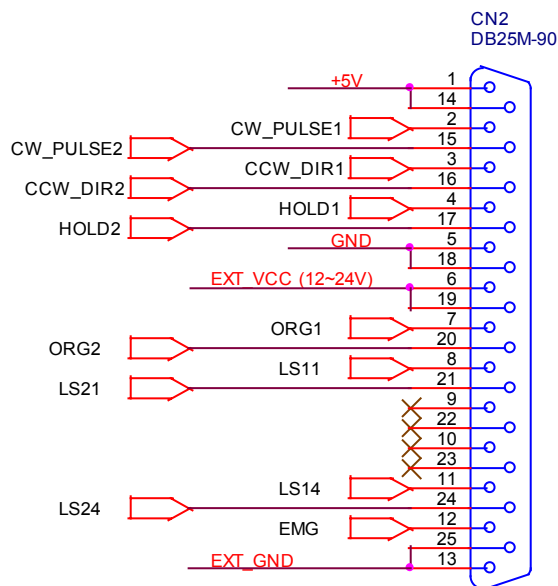 CN2
DB25M-90
+5V 1
14
CW_PULSE1 2
CW_PULSE2 15
CCW_DIR1 3
CCW_DIR2 16
HOLD1 4
HOLD2 17
GND 5
18
EXT_VCC (12~24V) 6
19
ORG1 7
ORG2 20
LS11 8
LS21 21
9
22
10
23
LS14 11
LS24 24
EMG 12
25
EXT_GND 13